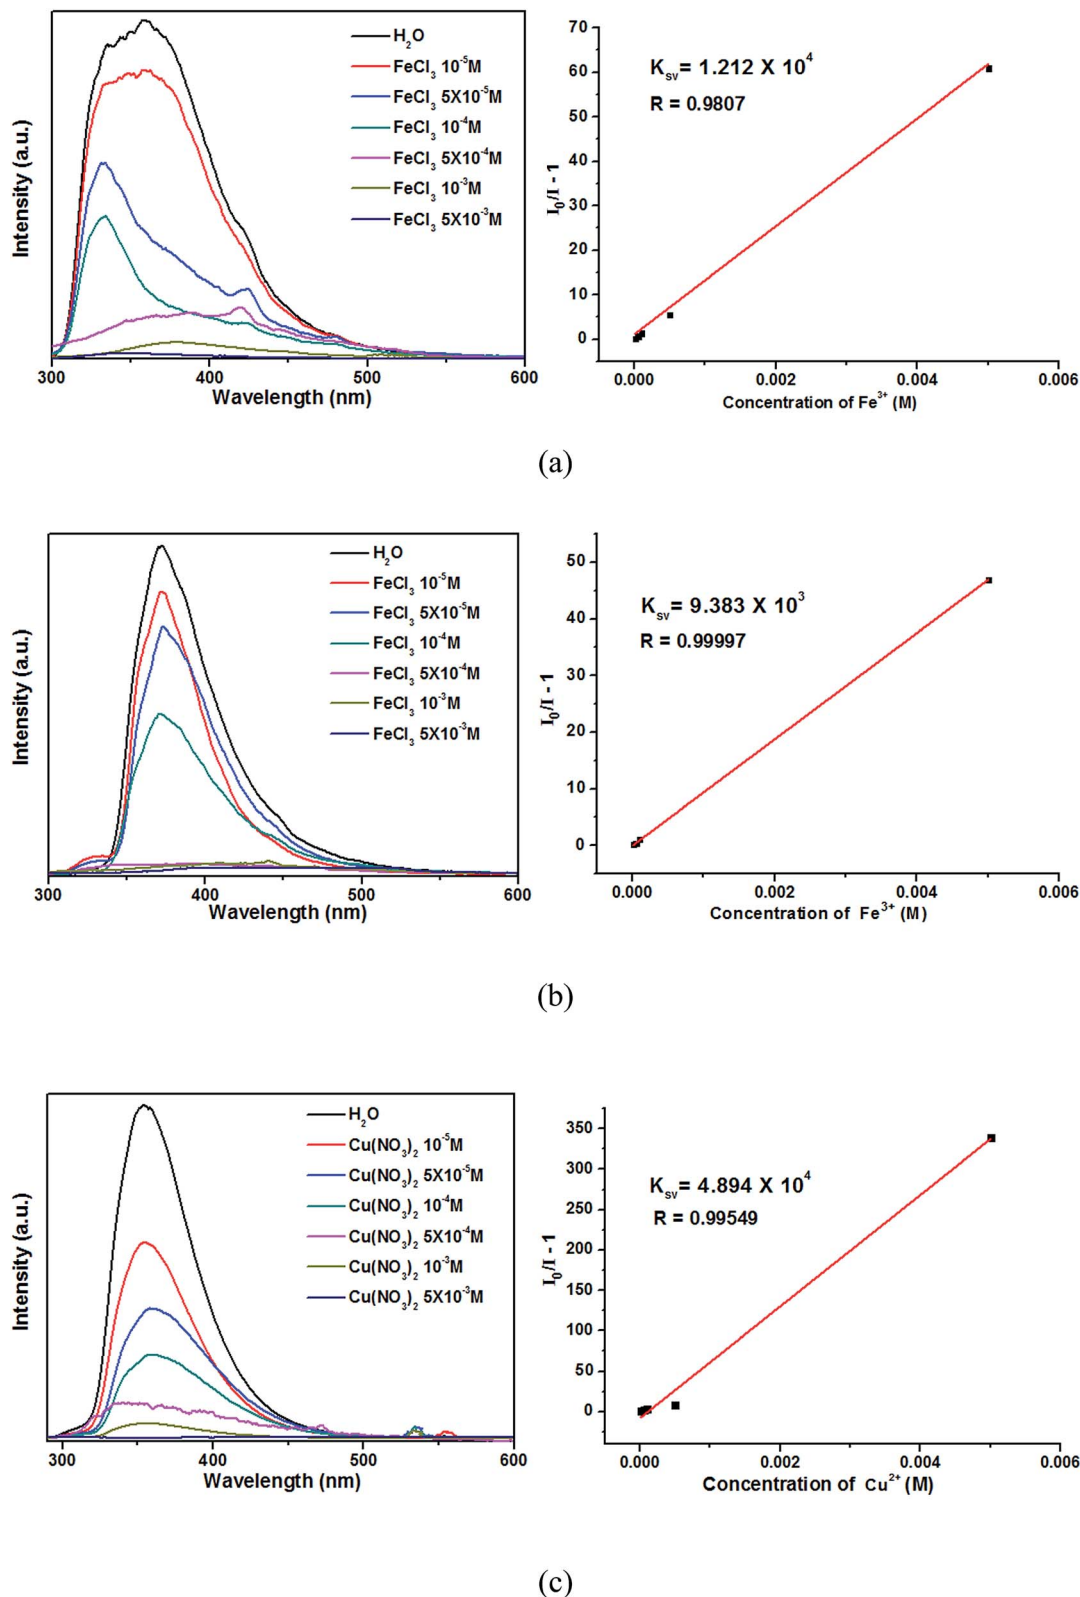 Intensity (a.u.)
H₂O
FeCl₃ 10⁻⁵M
FeCl₃ 5X10⁻⁵M
FeCl₃ 10⁻⁴M
FeCl₃ 5X10⁻⁴M
FeCl₃ 10⁻³M
FeCl₃ 5X10⁻³M
300 400 500 600
Wavelength (nm)
I₀/I - 1
70
60
50
40
30
20
10
0
Kₛᵥ= 1.212 X 10⁴
R = 0.9807
0.000 0.002 0.004 0.006
Concentration of Fe³⁺ (M)
(a)
Intensity (a.u.)
H₂O
FeCl₃ 10⁻⁵M
FeCl₃ 5X10⁻⁵M
FeCl₃ 10⁻⁴M
FeCl₃ 5X10⁻⁴M
FeCl₃ 10⁻³M
FeCl₃ 5X10⁻³M
300 400 500 600
Wavelength (nm)
I₀/I - 1
50
40
30
20
10
0
Kₛᵥ= 9.383 X 10³
R = 0.99997
0.000 0.002 0.004 0.006
Concentration of Fe³⁺ (M)
(b)
Intensity (a.u.)
H₂O
Cu(NO₃)₂ 10⁻⁵M
Cu(NO₃)₂ 5X10⁻⁵M
Cu(NO₃)₂ 10⁻⁴M
Cu(NO₃)₂ 5X10⁻⁴M
Cu(NO₃)₂ 10⁻³M
Cu(NO₃)₂ 5X10⁻³M
300 400 500 600
Wavelength (nm)
I₀/I - 1
350
300
250
200
150
100
50
0
Kₛᵥ= 4.894 X 10⁴
R = 0.99549
0.000 0.002 0.004 0.006
Concentration of Cu²⁺ (M)
(c)